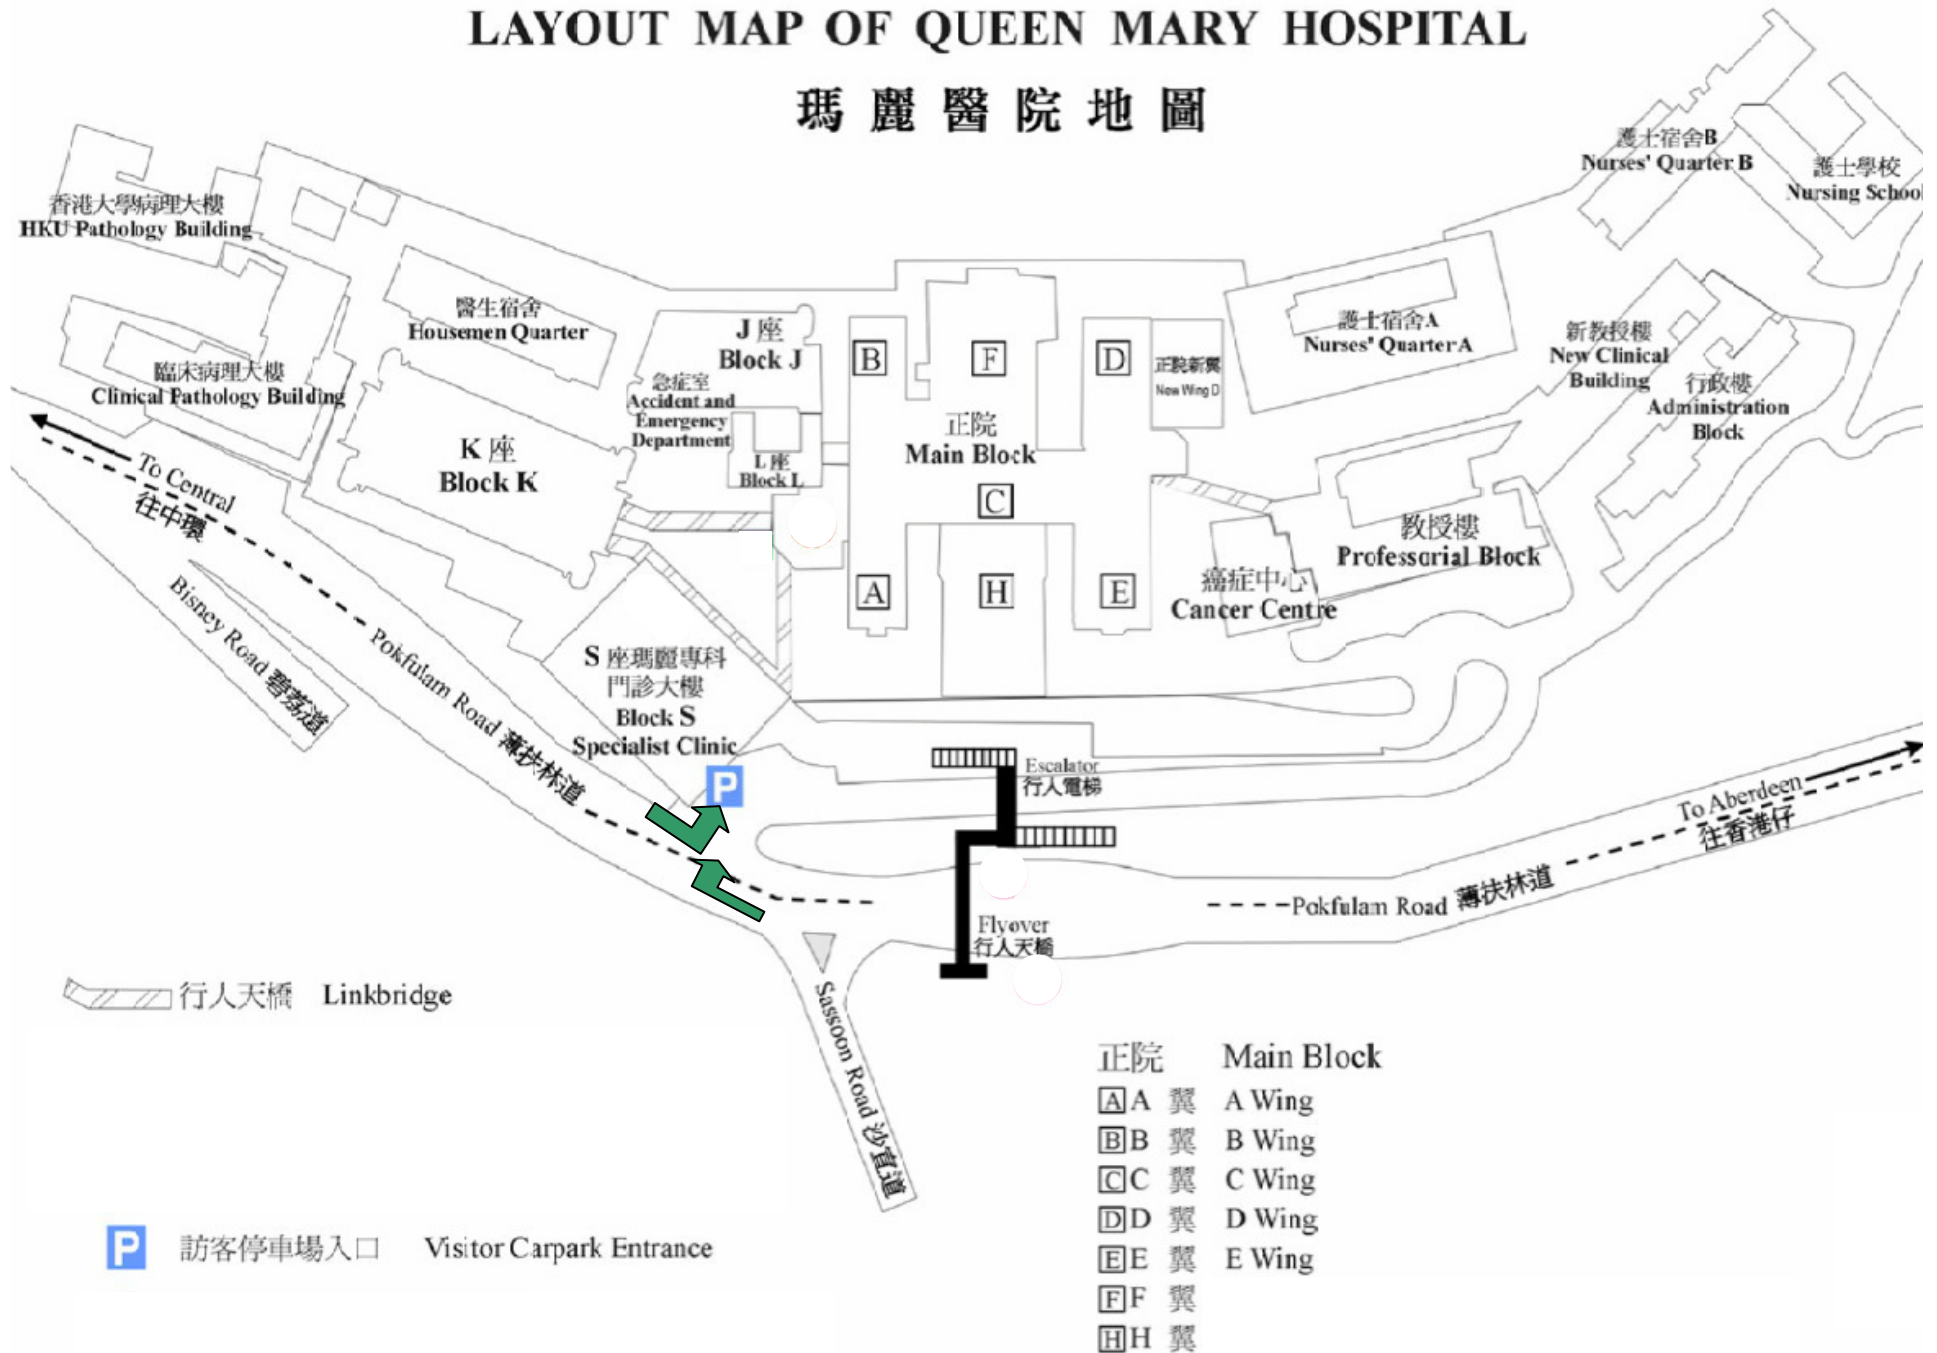 LAYOUT MAP OF QUEEN MARY HOSPITAL
瑪麗醫院地圖
護士宿舍B
Nurses' Quarter B
護士學校
Nursing School
香港大學病理大樓
HKU Pathology Building
醫生宿舍
Housemen Quarter
J 座
Block J
急症室
Accident and
Emergency
Department
L 座
Block L
B
F
D
正院新翼
New Wing D
護士宿舍A
Nurses' Quarter A
新教授樓
New Clinical
Building
行政樓
Administration
Block
臨床病理大樓
Clinical Pathology Building
K 座
Block K
正院
Main Block
C
A
H
E
教授樓
Professorial Block
癌症中心
Cancer Centre
To Central
往中環
Bisney Road 碧荔道
Pokfulam Road 薄扶林道
S 座瑪麗專科
門診大樓
Block S
Specialist Clinic
P
Escalator
行人電梯
To Aberdeen
往香港仔
Pokfulam Road 薄扶林道
Flyover
行人天橋
Sassoon Road 沙宣道
行人天橋 Linkbridge
P 訪客停車場入口 Visitor Carpark Entrance
正院 Main Block
A A 翼 A Wing
B B 翼 B Wing
C C 翼 C Wing
D D 翼 D Wing
E E 翼 E Wing
F F 翼
H H 翼